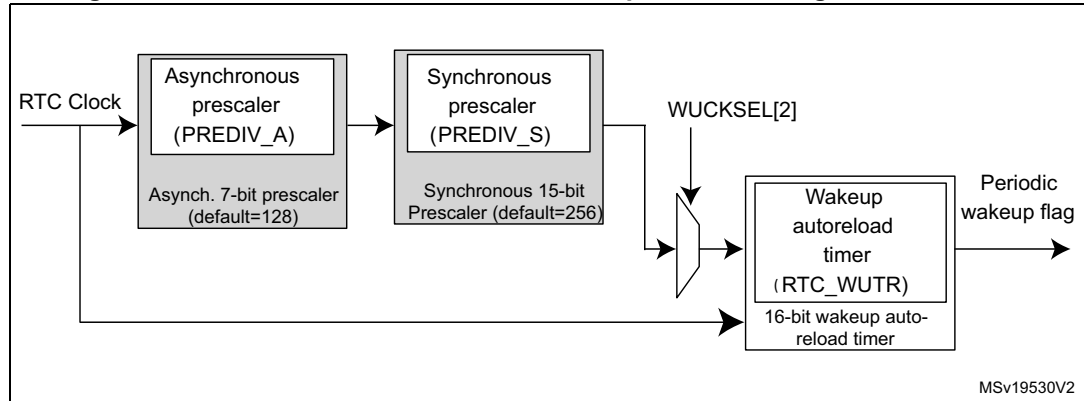 RTC Clock
Asynchronous
prescaler
(PREDIV_A)
Asynch. 7-bit prescaler
(default=128)
Synchronous
prescaler
(PREDIV_S)
Synchronous 15-bit
Prescaler (default=256)
WUCKSEL[2]
Wakeup
autoreload
timer
(RTC_WUTR)
16-bit wakeup auto-
reload timer
Periodic
wakeup flag
MSv19530V2